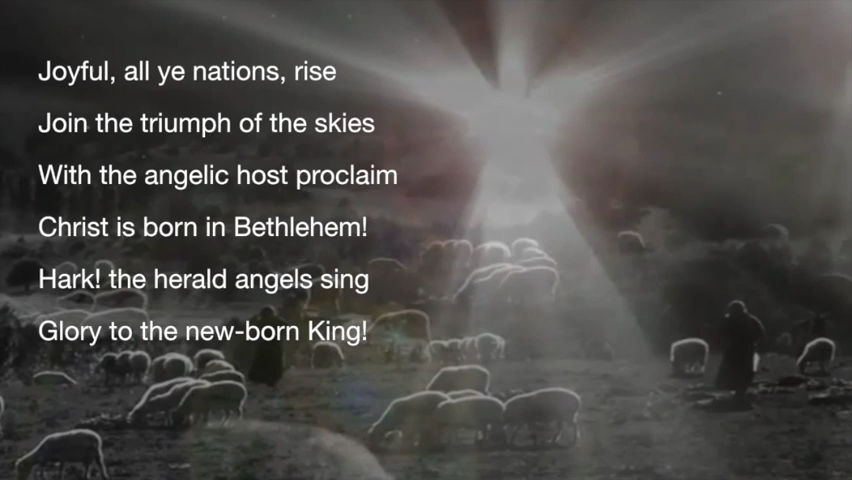 Joyful, all ye nations, rise
Join the triumph of the skies
With the angelic host proclaim
Christ is born in Bethlehem!
Hark! the herald angels sing
Glory to the new-born King!